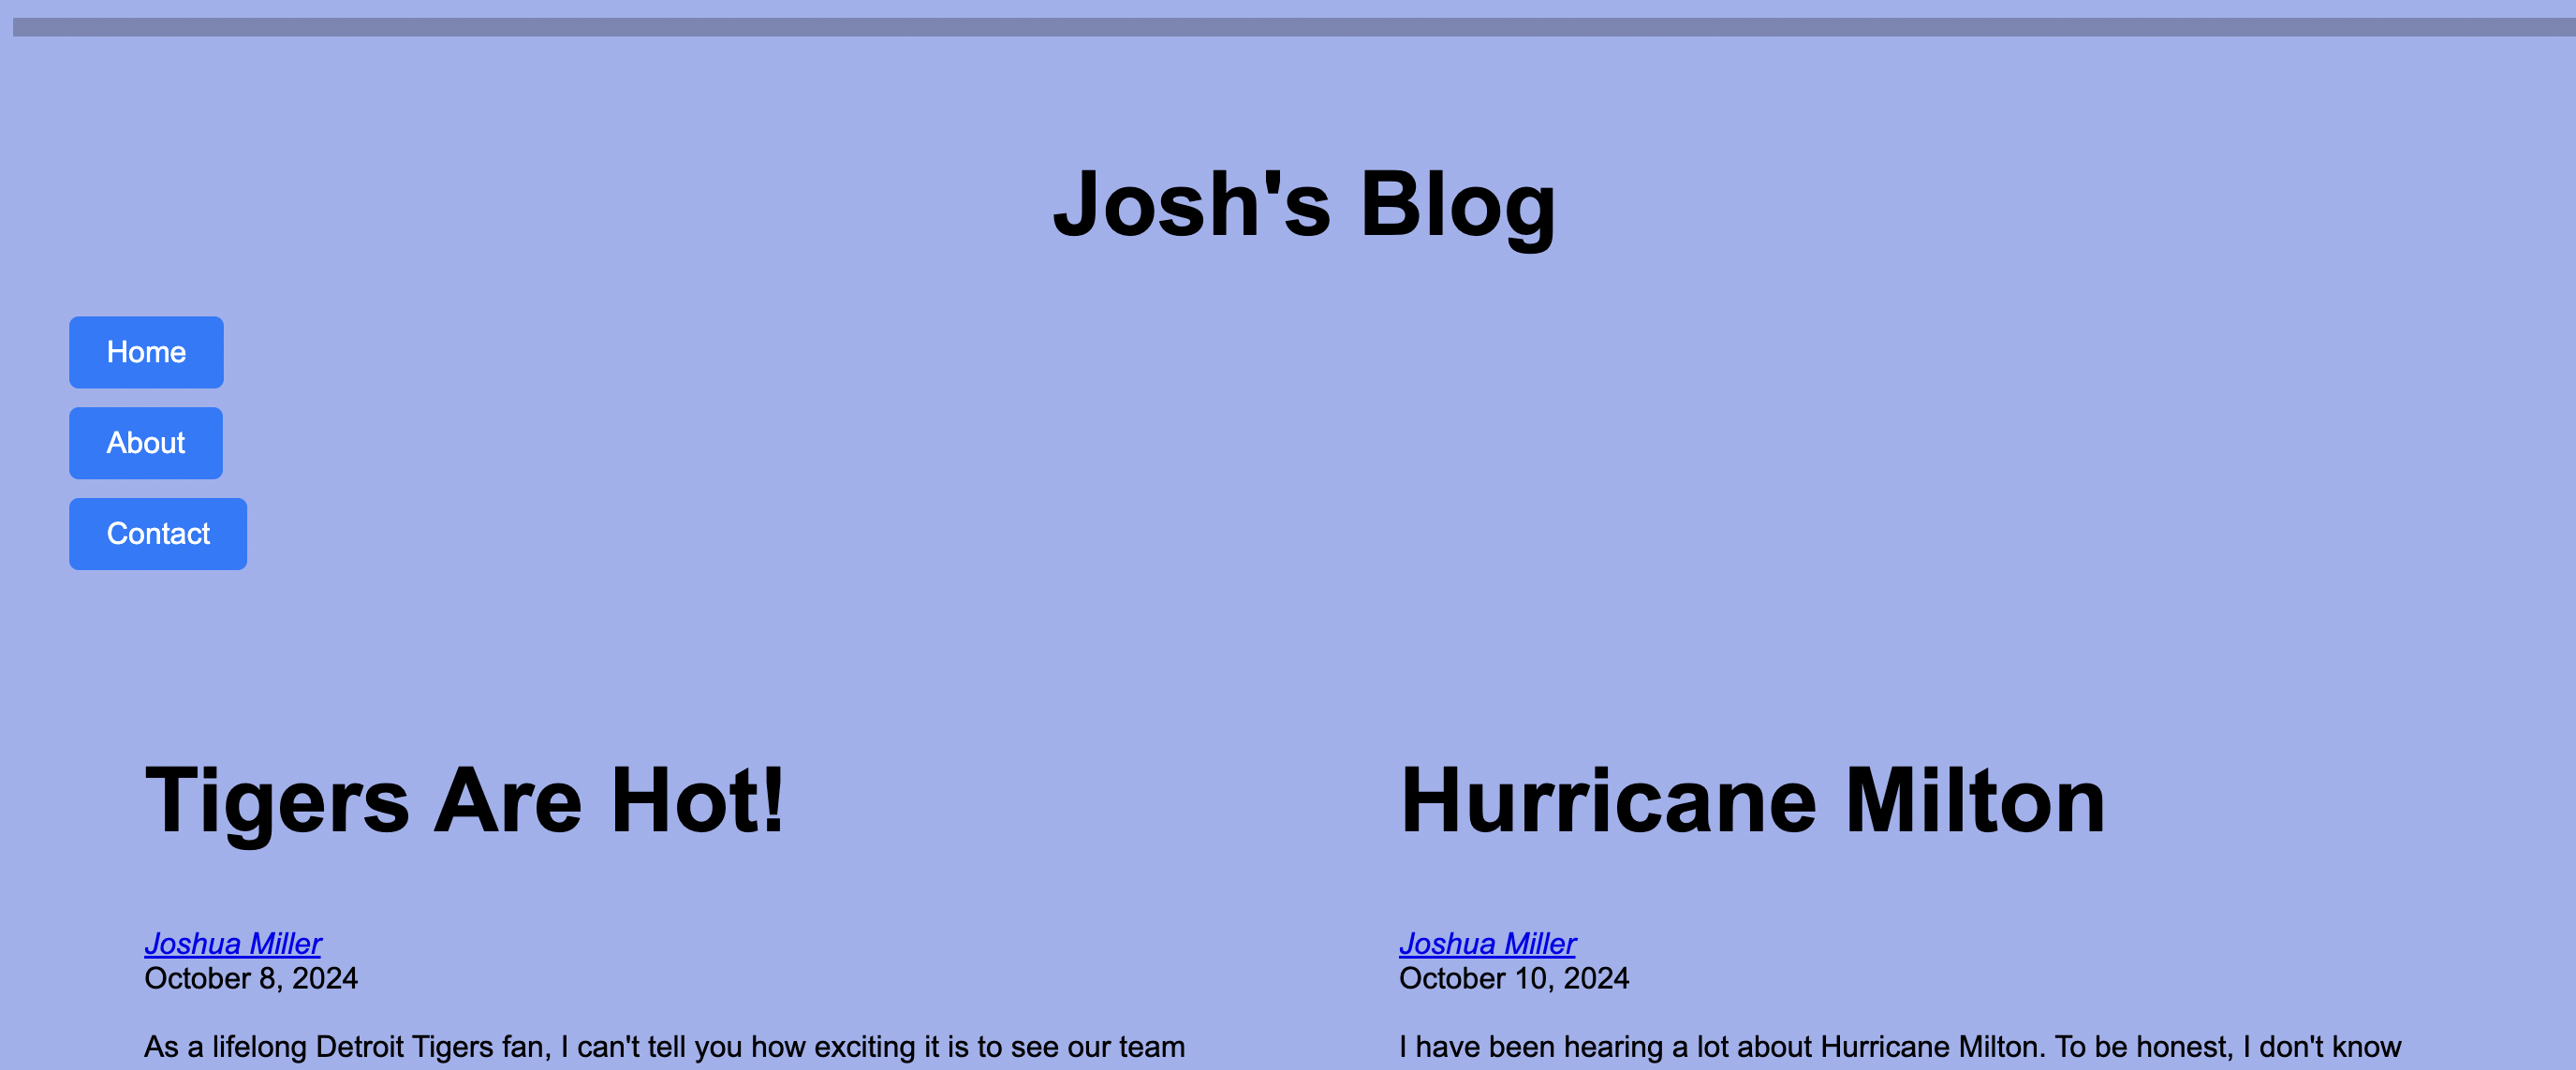 Josh's Blog
Home
About
Contact
Tigers Are Hot!
Joshua Miller
October 8, 2024
As a lifelong Detroit Tigers fan, I can't tell you how exciting it is to see our team
Hurricane Milton
Joshua Miller
October 10, 2024
I have been hearing a lot about Hurricane Milton. To be honest, I don't know